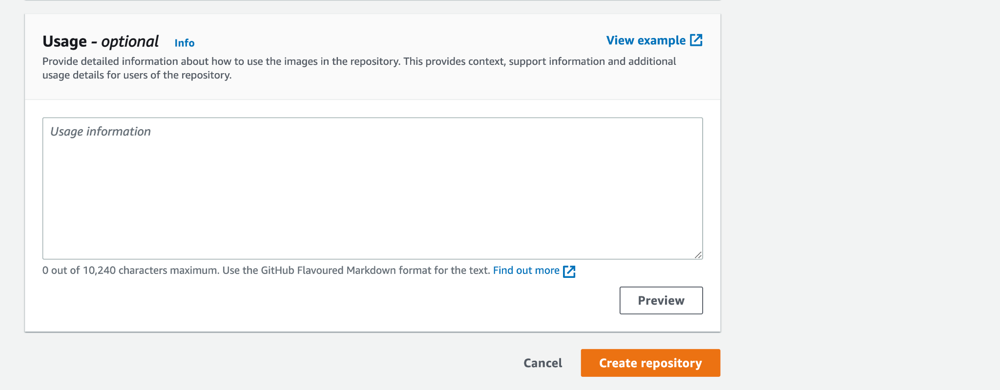 Usage - optional Info
View example
Provide detailed information about how to use the images in the repository. This provides context, support information and additional
usage details for users of the repository.
Usage information
0 out of 10,240 characters maximum. Use the GitHub Flavoured Markdown format for the text. Find out more
Preview
Cancel
Create repository